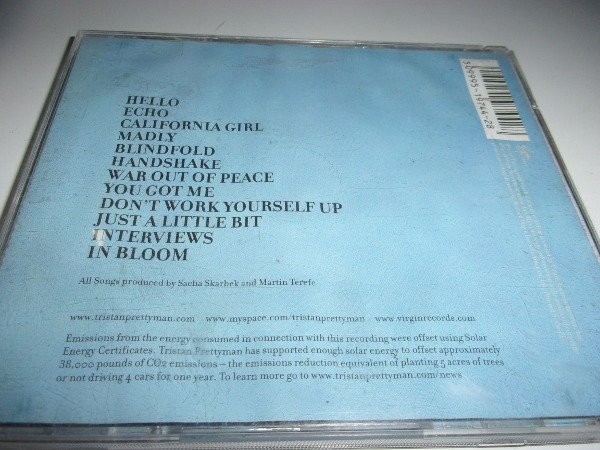 HELLO
ECHO
CALIFORNIA GIRL
MADLY
BLINDFOLD
HANDSHAKE
WAR OUT OF PEACE
YOU GOT ME
DON'T WORK YOURSELF UP
JUST A LITTLE BIT
INTERVIEWS
IN BLOOM
All Songs produced by Sacha Skarbek and Martin Terefe
www.tristanprettyman.com www.myspace.com/tristanprettyman www.virginrecords.com
Emissions from the energy consumed in connection with this recording were offset using Solar
Energy Certificates. Tristan Prettyman has supported enough solar energy to offset approximately
38,000 pounds of CO2 emissions—the emissions reduction equivalent of planting 5 acres of trees
or not driving 4 cars for one year. To learn more go to www.tristanprettyman.com/news